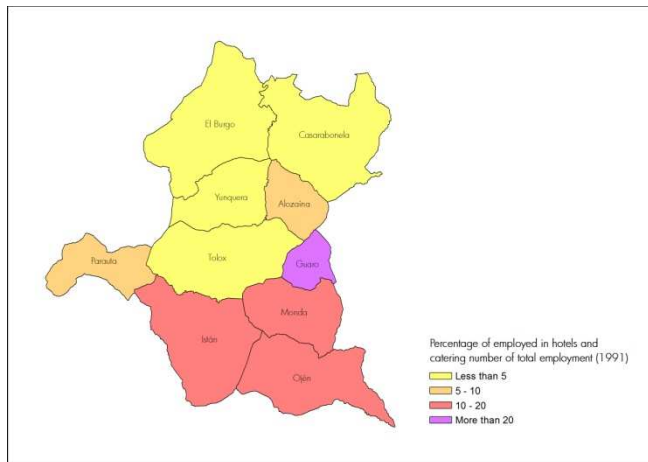 El Burgo
Casarabonela
Yunquera
Alozaina
Parauta
Tolox
Guaro
Monda
Istán
Ojén
Percentage of employed in hotels and
catering number of total employment (1991)
Less than 5
5 - 10
10 - 20
More than 20